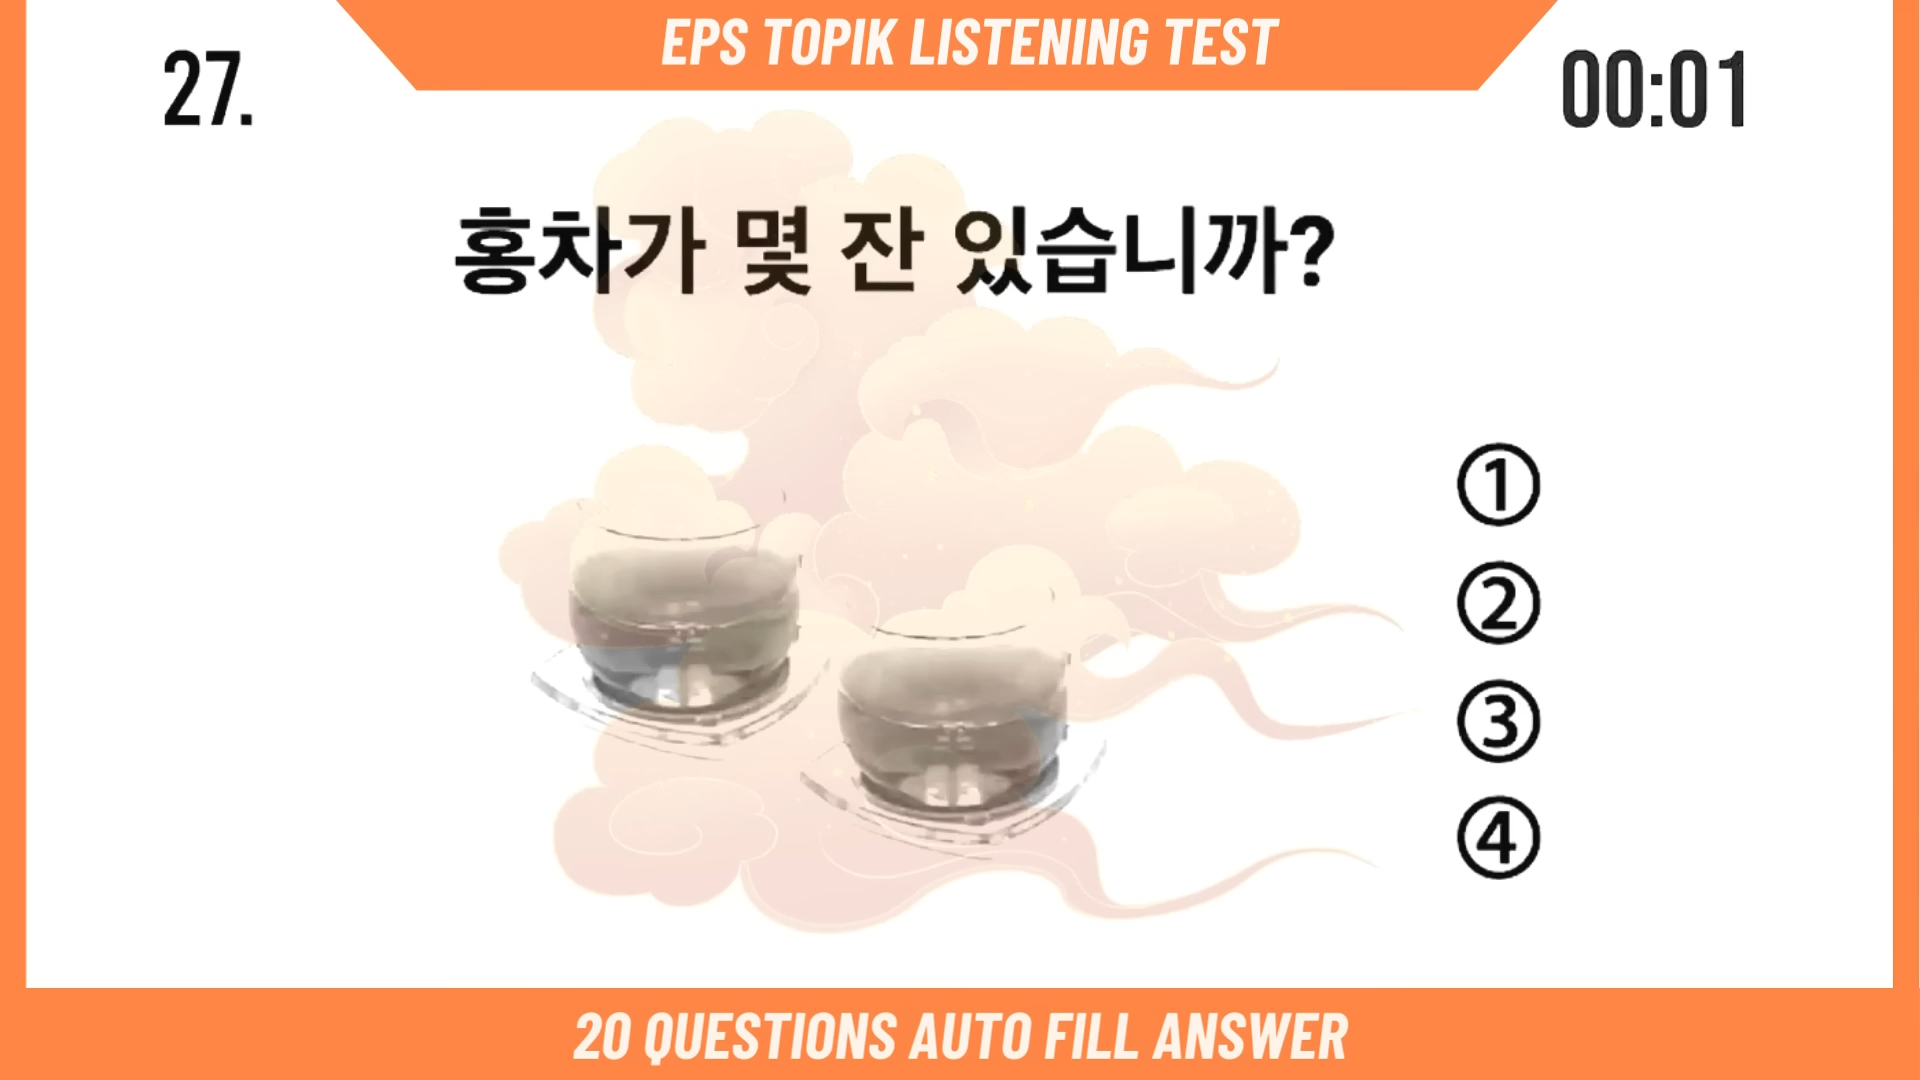 EPS TOPIK LISTENING TEST
27.
00:01
홍차가 몇 잔 있습니까?
①
②
③
④
20 QUESTIONS AUTO FILL ANSWER